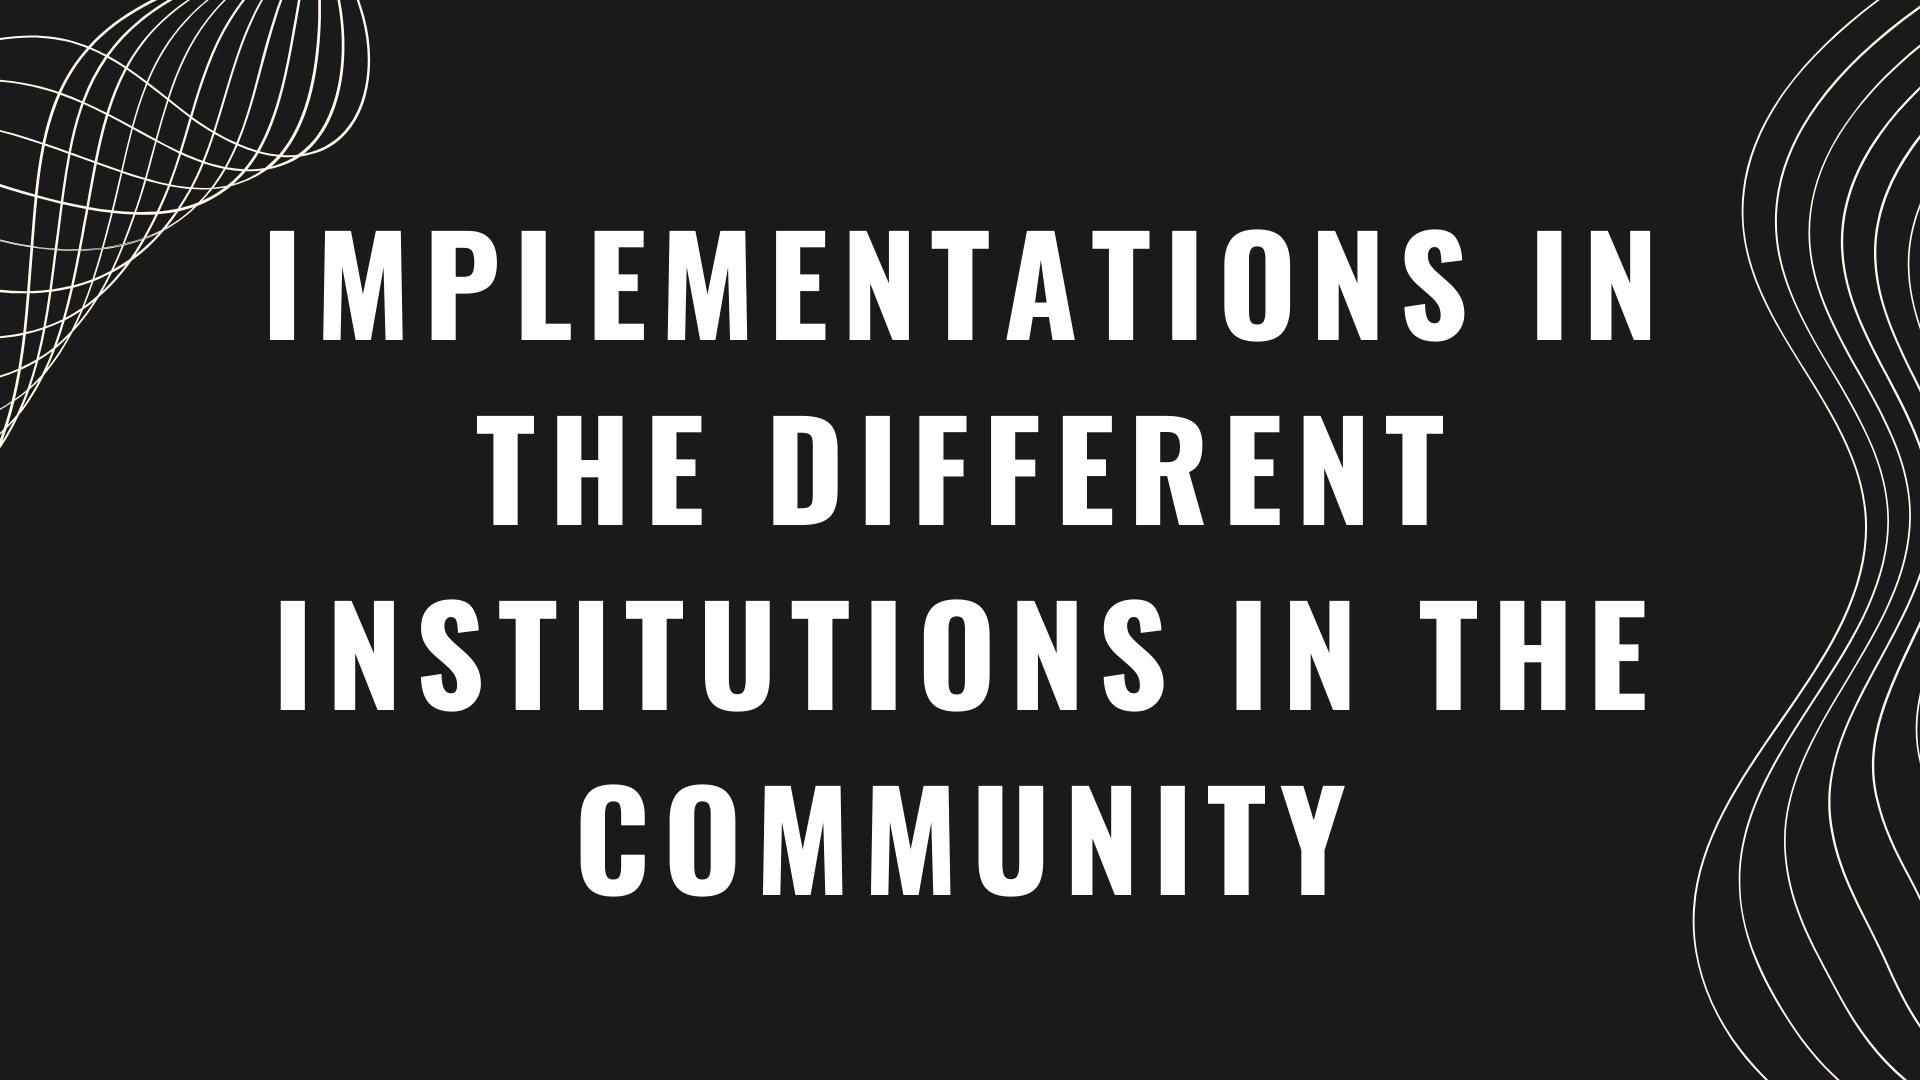 IMPLEMENTATIONS IN
THE DIFFERENT
INSTITUTIONS IN THE
COMMUNITY